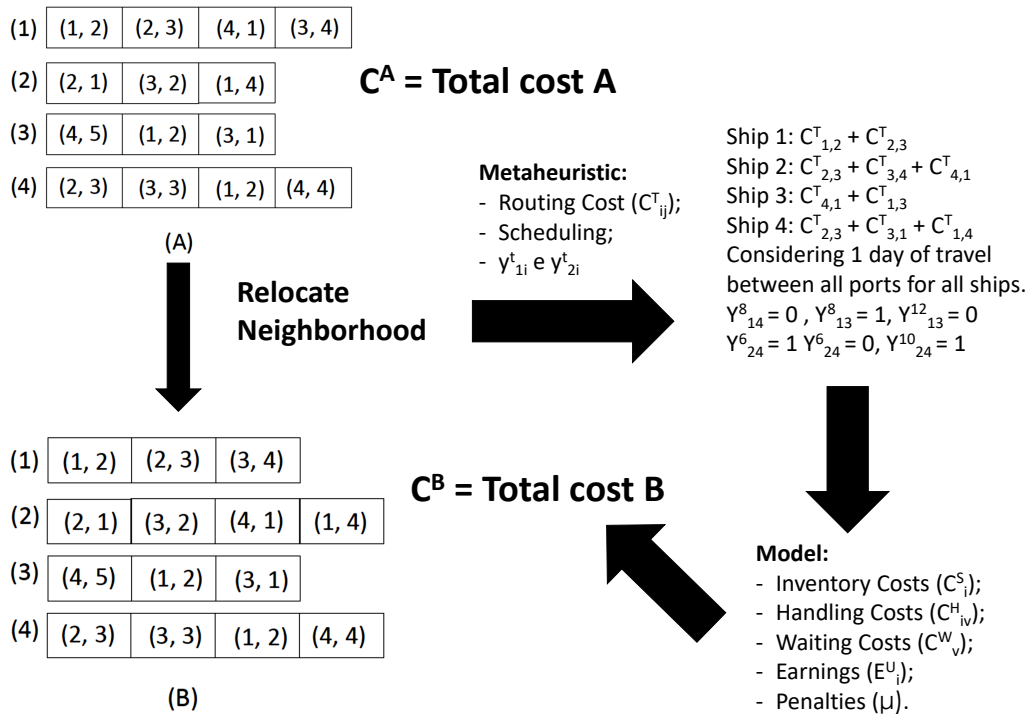 (1) (1, 2) (2, 3) (4, 1) (3, 4)
(2) (2, 1) (3, 2) (1, 4)
(3) (4, 5) (1, 2) (3, 1)
(4) (2, 3) (3, 3) (1, 2) (4, 4)
(A)
C^A = Total cost A
Relocate
Neighborhood
Metaheuristic:
- Routing Cost (C^T_ij);
- Scheduling;
- y^t_1i e y^t_2i
Ship 1: C^T_1,2 + C^T_2,3
Ship 2: C^T_2,3 + C^T_3,4 + C^T_4,1
Ship 3: C^T_4,1 + C^T_1,3
Ship 4: C^T_2,3 + C^T_3,1 + C^T_1,4
Considering 1 day of travel
between all ports for all ships.
Y^8_14 = 0 , Y^8_13 = 1, Y^12_13 = 0
Y^6_24 = 1 Y^6_24 = 0, Y^10_24 = 1
Model:
- Inventory Costs (C^S_i);
- Handling Costs (C^H_iv);
- Waiting Costs (C^W_v);
- Earnings (E^U_i);
- Penalties (μ).
C^B = Total cost B
(1) (1, 2) (2, 3) (3, 4)
(2) (2, 1) (3, 2) (4, 1) (1, 4)
(3) (4, 5) (1, 2) (3, 1)
(4) (2, 3) (3, 3) (1, 2) (4, 4)
(B)